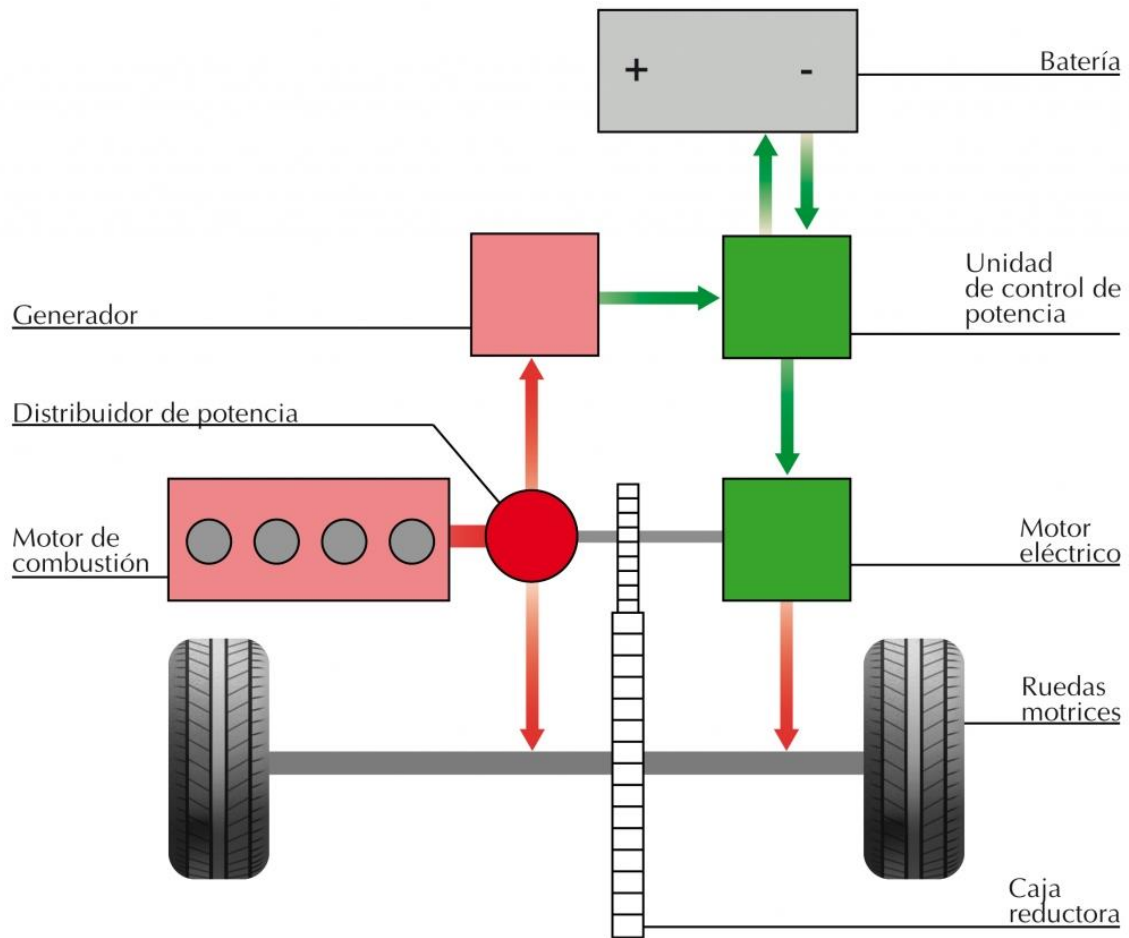 + -
Batería
Unidad
de control de
potencia
Generador
Distribuidor de potencia
Motor de
combustión
Motor
eléctrico
Ruedas
motrices
Caja
reductora